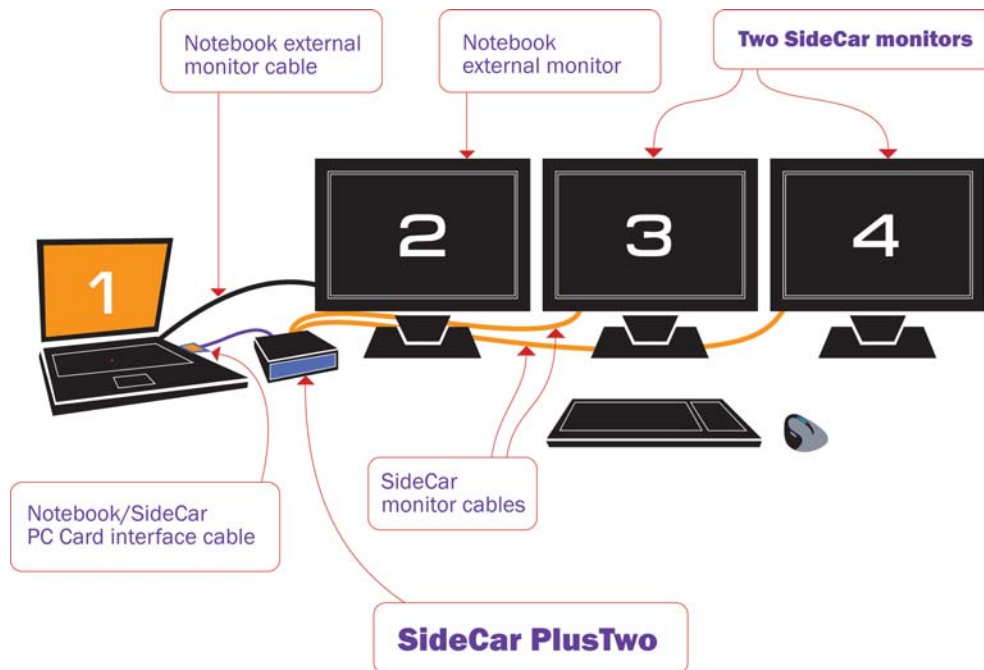 Notebook external
monitor cable
Notebook
external monitor
Two SideCar monitors
1
2
3
4
Notebook/SideCar
PC Card interface cable
SideCar
monitor cables
SideCar PlusTwo